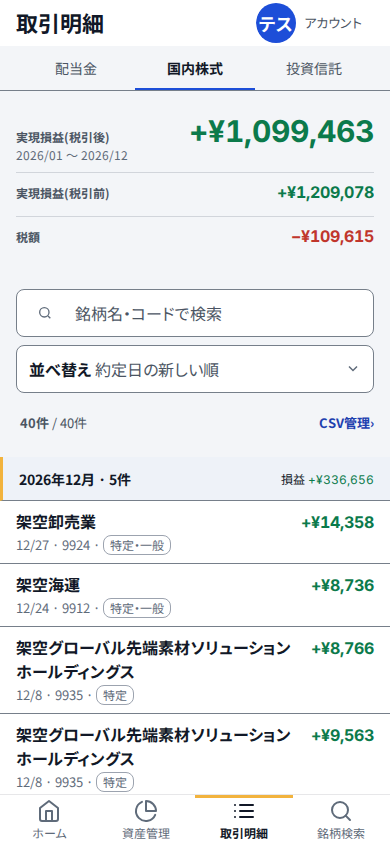 取引明細
テス アカウント
配当金 国内株式 投資信託
実現損益(税引後) +¥1,099,463
2026/01 ～ 2026/12
実現損益(税引前) +¥1,209,078
税額 −¥109,615
銘柄名・コードで検索
並べ替え 約定日の新しい順
40件 / 40件 CSV管理›
2026年12月・5件 損益 +¥336,656
架空卸売業 +¥14,358
12/27・9924・特定・一般
架空海運 +¥8,736
12/24・9912・特定・一般
架空グローバル先端素材ソリューション +¥8,766
ホールディングス
12/8・9935・特定
架空グローバル先端素材ソリューション +¥9,563
ホールディングス
12/8・9935・特定
ホーム 資産管理 取引明細 銘柄検索